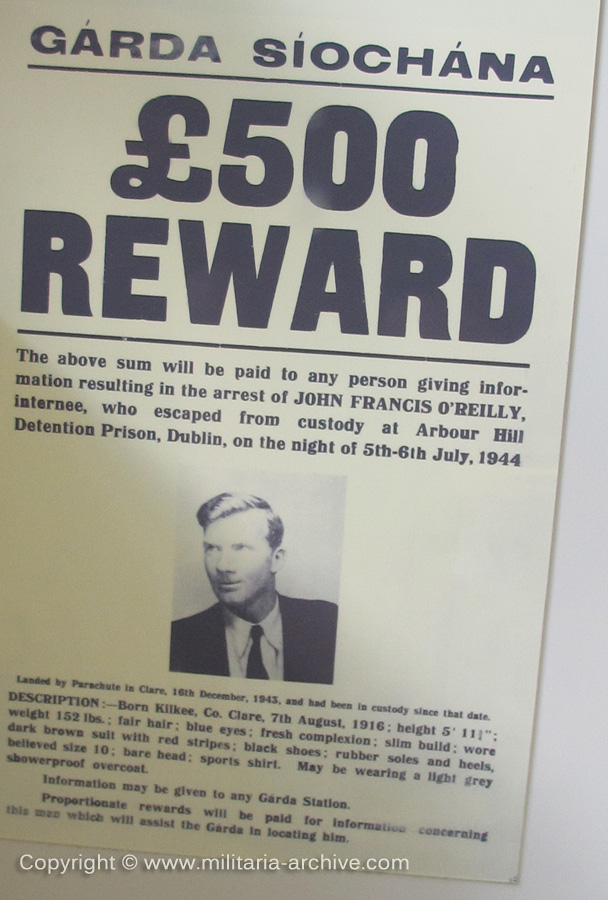 GÁRDA SÍOCHÁNA
£500
REWARD
The above sum will be paid to any person giving infor-
mation resulting in the arrest of JOHN FRANCIS O'REILLY,
internee, who escaped from custody at Arbour Hill
Detention Prison, Dublin, on the night of 5th-6th July, 1944
Landed by Parachute in Clare, 16th December, 1943, and had been in custody since that date.
DESCRIPTION:—Born Kilkee, Co. Clare, 7th August, 1916; height 5' 11½";
weight 152 lbs.; fair hair; blue eyes; fresh complexion; slim build; wore
dark brown suit with red stripes; black shoes; rubber soles and heels,
believed size 10; bare head; sports shirt. May be wearing a light grey
showerproof overcoat.
Information may be given to any Gárda Station.
Proportionate rewards will be paid for information concerning
this man which will assist the Gárda in locating him.
Copyright © www.militaria-archive.com